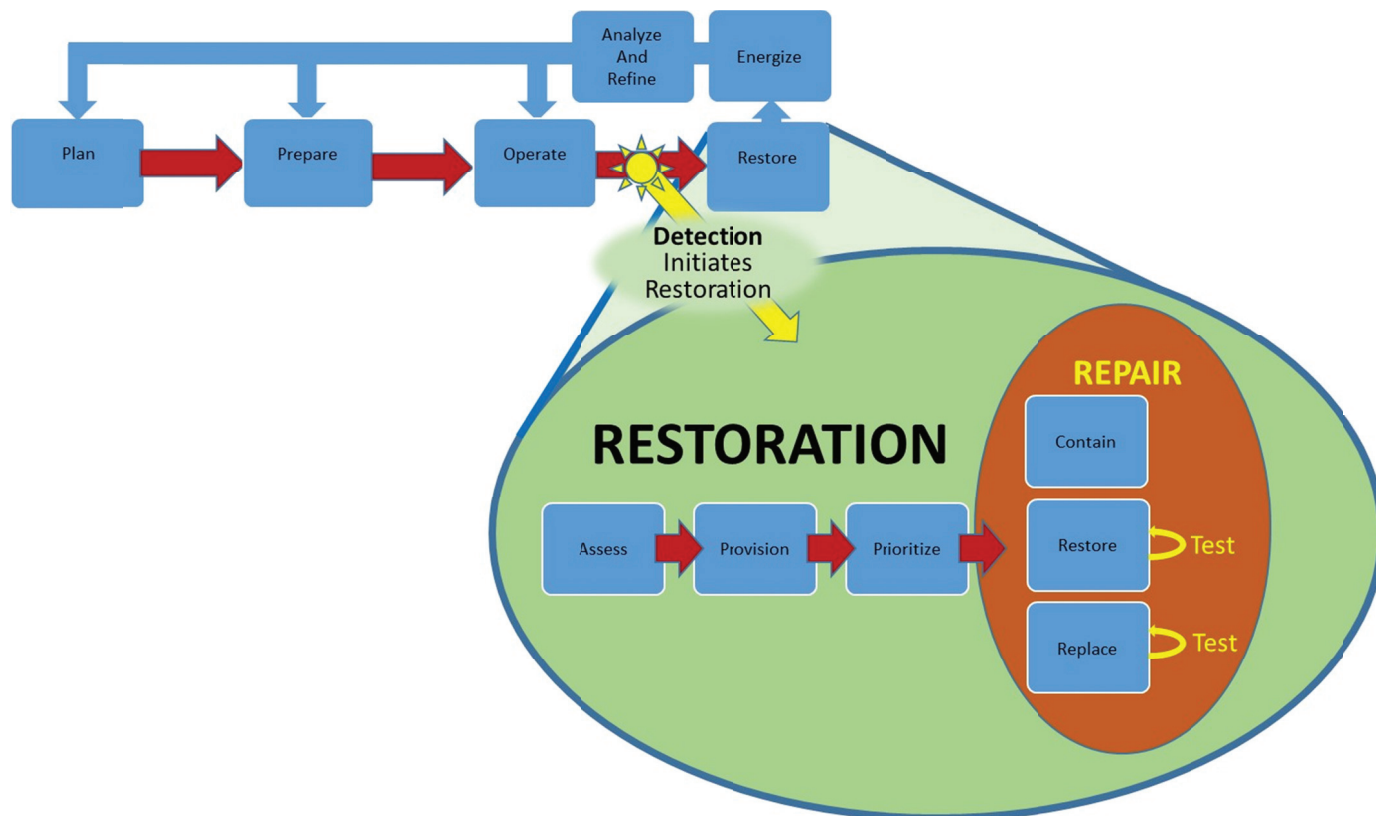 Analyze
And
Refine
Energize
Plan
Prepare
Operate
Restore
Detection
Initiates
Restoration
REPAIR
RESTORATION
Contain
Assess
Provision
Prioritize
Restore
Test
Replace
Test